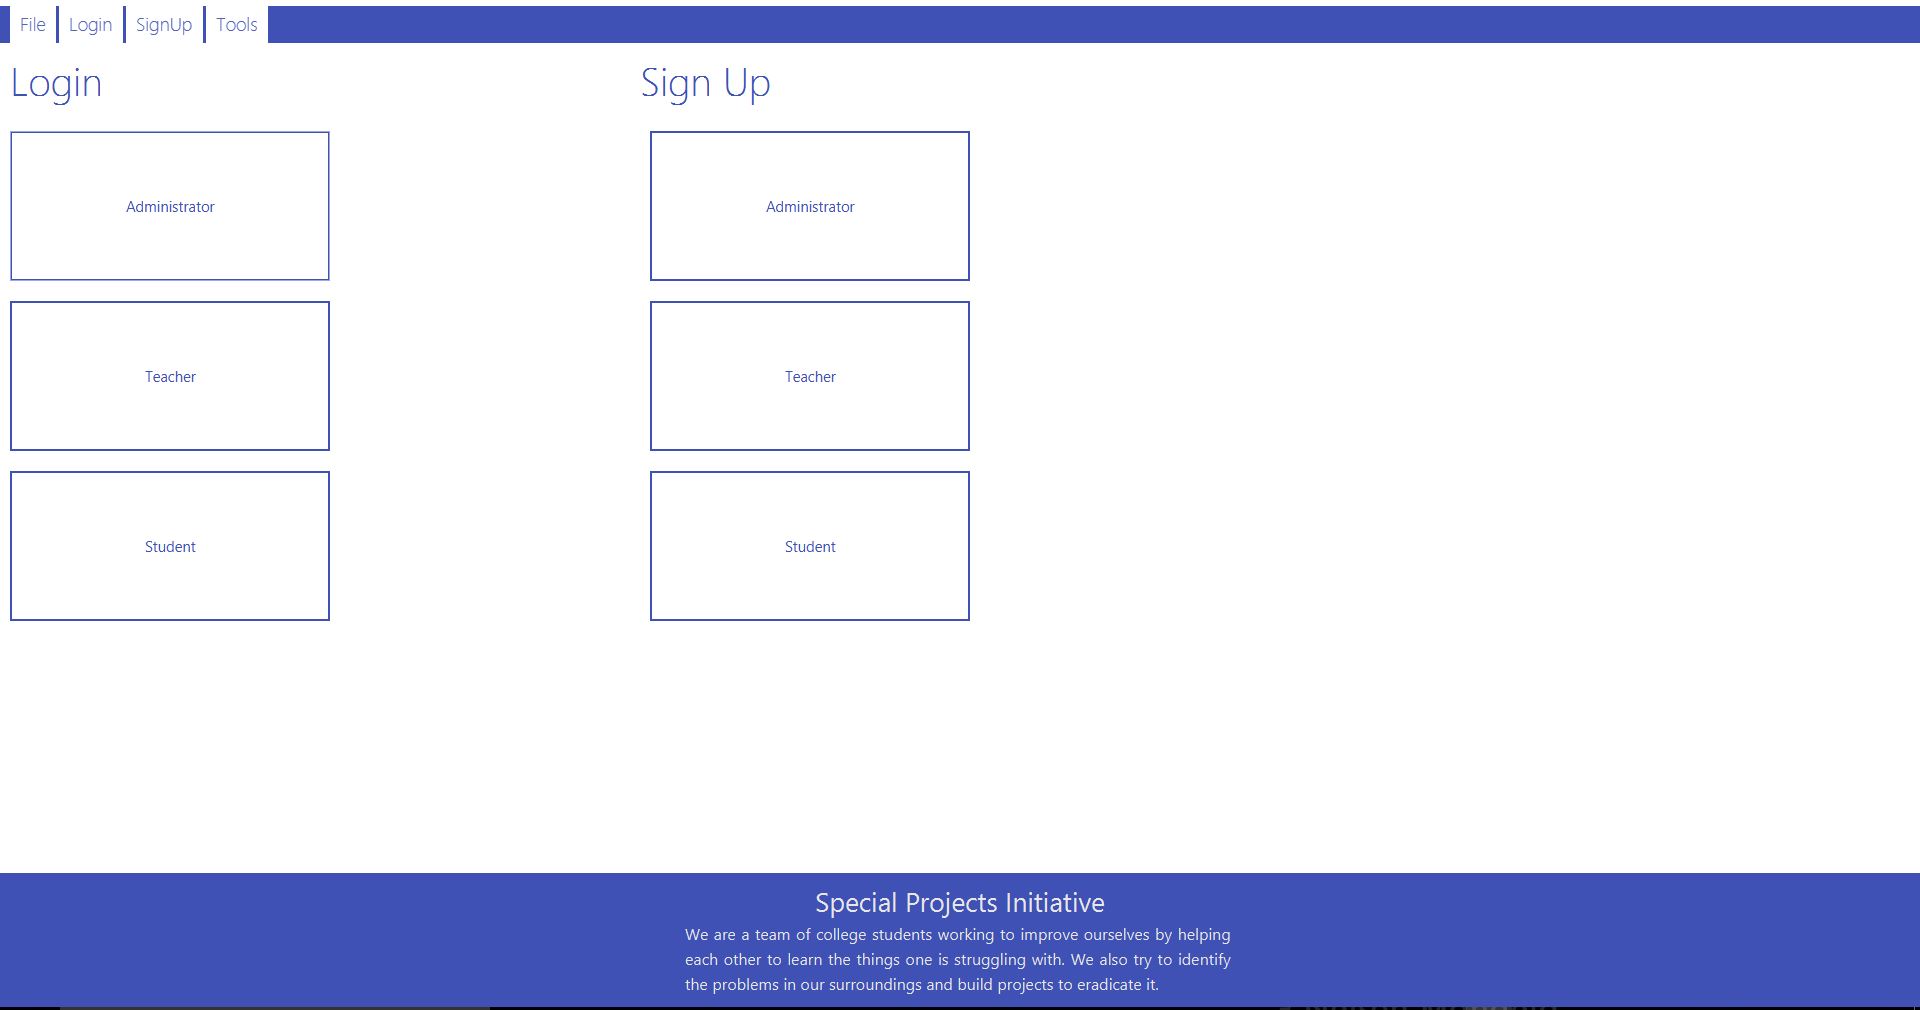 File Login SignUp Tools
Login
Administrator
Teacher
Student
Sign Up
Administrator
Teacher
Student
Special Projects Initiative
We are a team of college students working to improve ourselves by helping
each other to learn the things one is struggling with. We also try to identify
the problems in our surroundings and build projects to eradicate it.